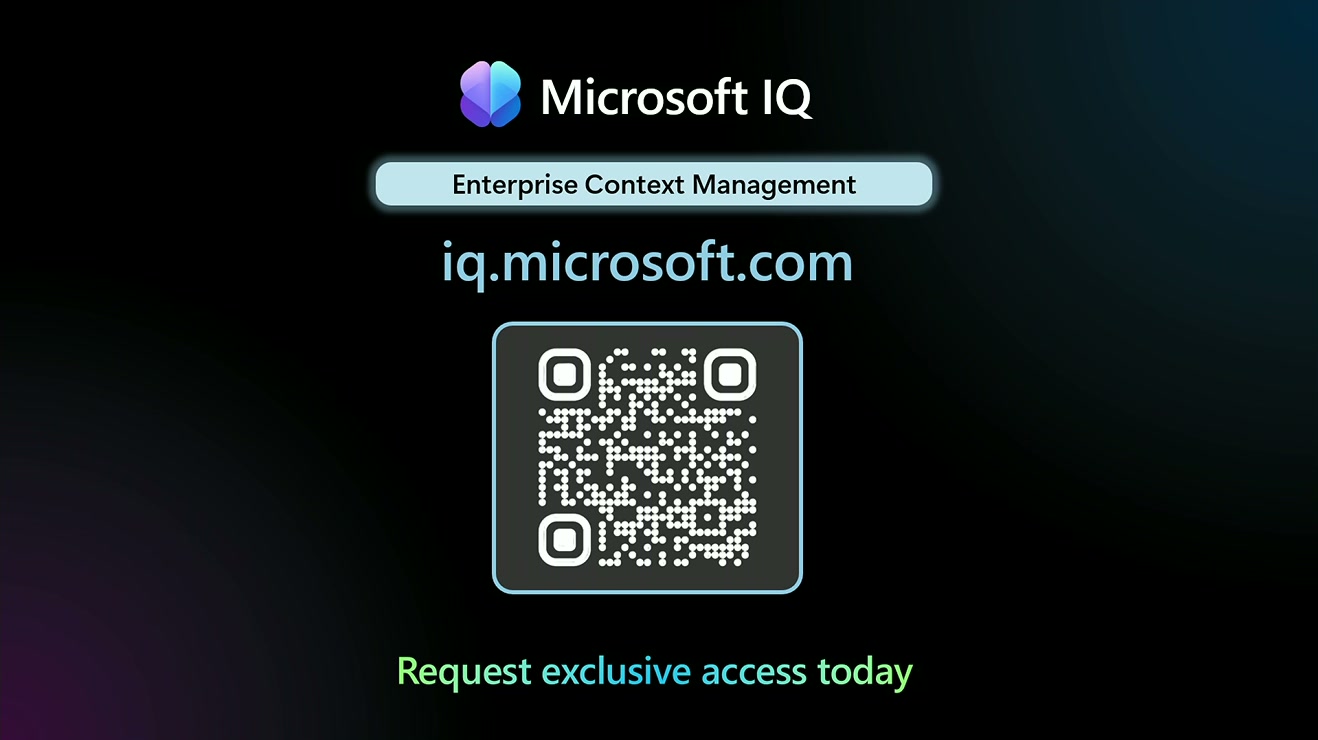 Microsoft IQ
Enterprise Context Management
iq.microsoft.com
Request exclusive access today